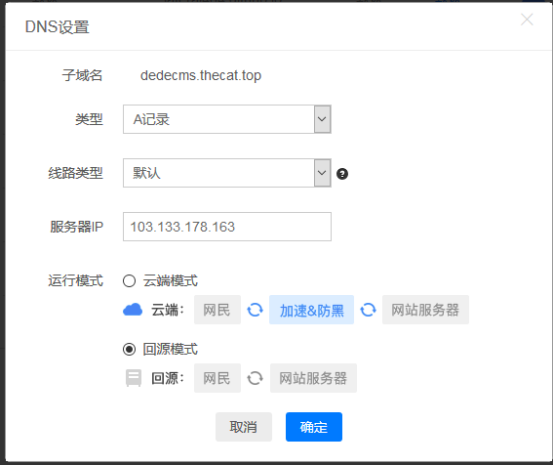 DNS设置
子域名 dedecms.thecat.top
类型 A记录
线路类型 默认 ?
服务器IP 103.133.178.163
运行模式 云端模式
云端： 网民 加速&防黑 网站服务器
回源模式
回源： 网民 网站服务器
取消 确定